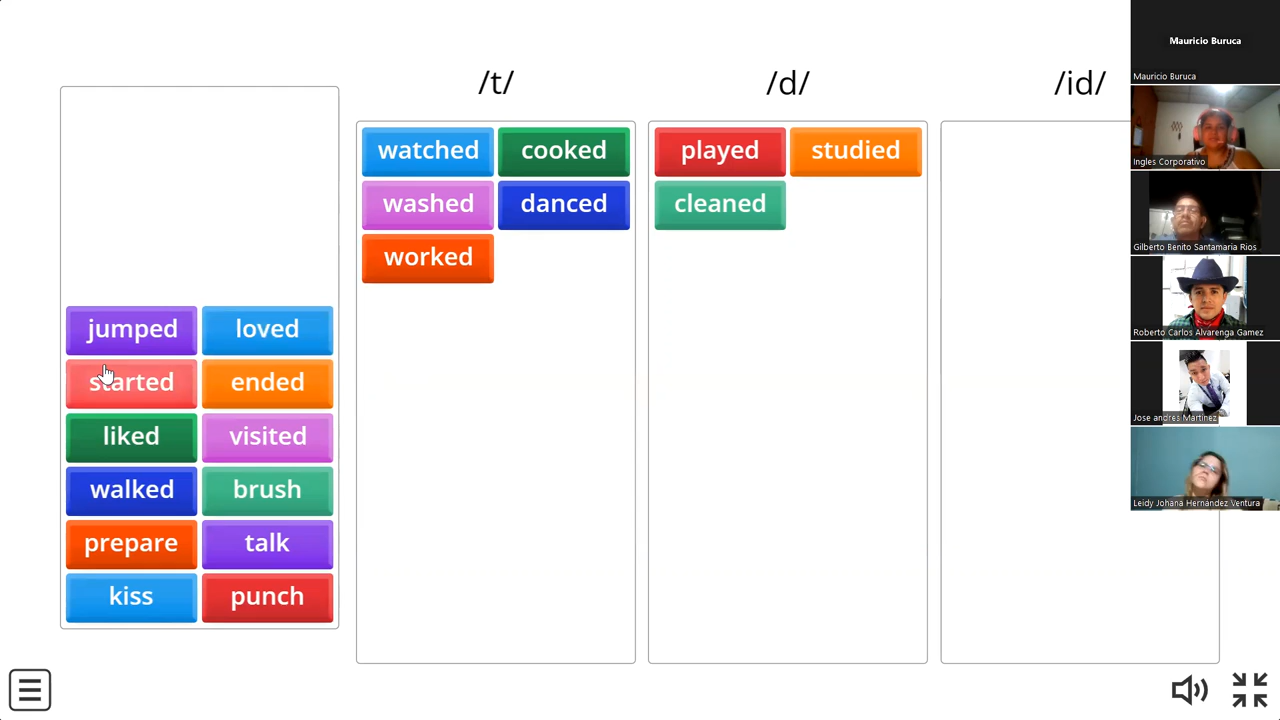 /t/ /d/ /id/
watched cooked played studied
washed danced cleaned
worked
jumped loved
started ended
liked visited
walked brush
prepare talk
kiss punch
Mauricio Buruca
Mauricio Buruca
Ingles Corporativo
Gilberto Benito Santamaria Rios
Roberto Carlos Alvarenga Gamez
Jose andres Martinez
Leidy Johana Hernández Ventura